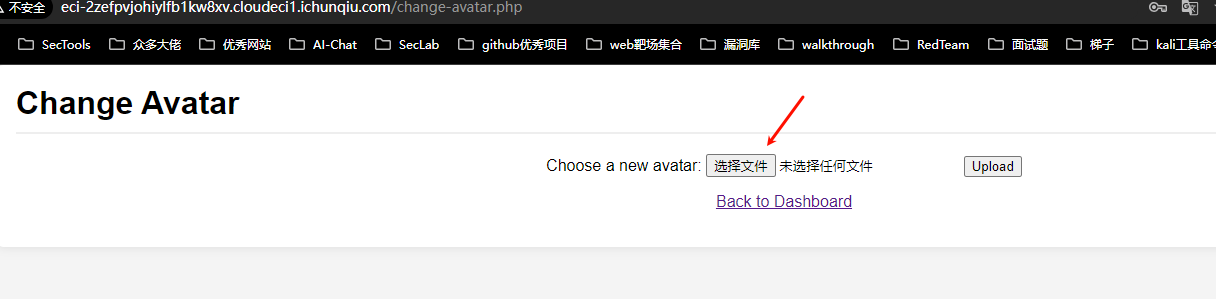 不安全 eci-2zefpvjohiylfb1kw8xv.cloudeci1.ichunqiu.com/change-avatar.php
SecTools 众多大佬 优秀网站 AI-Chat SecLab github优秀项目 web靶场集合 漏洞库 walkthrough RedTeam 面试题 梯子 kali工具命令
Change Avatar
Choose a new avatar: 选择文件 未选择任何文件 Upload
Back to Dashboard